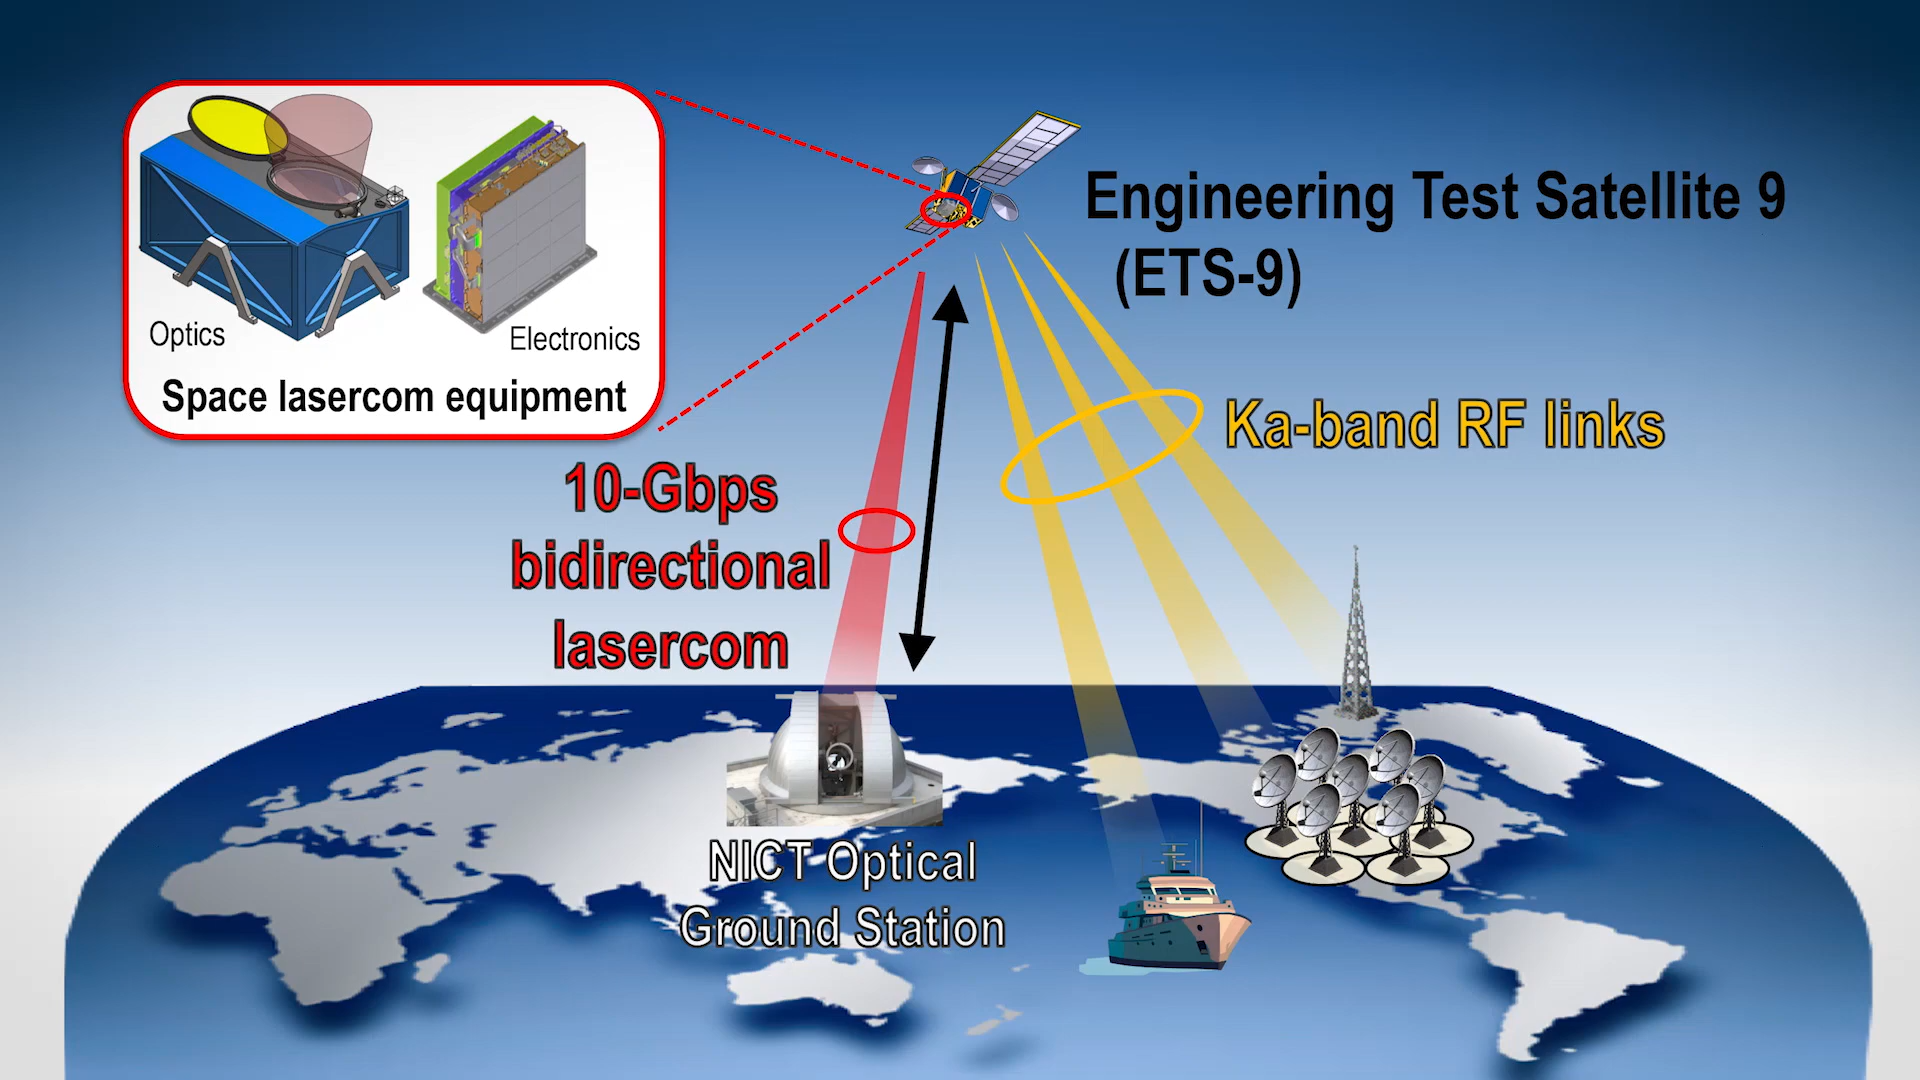 Engineering Test Satellite 9
(ETS-9)
Optics
Electronics
Space lasercom equipment
Ka-band RF links
10-Gbps
bidirectional
lasercom
NICT Optical
Ground Station